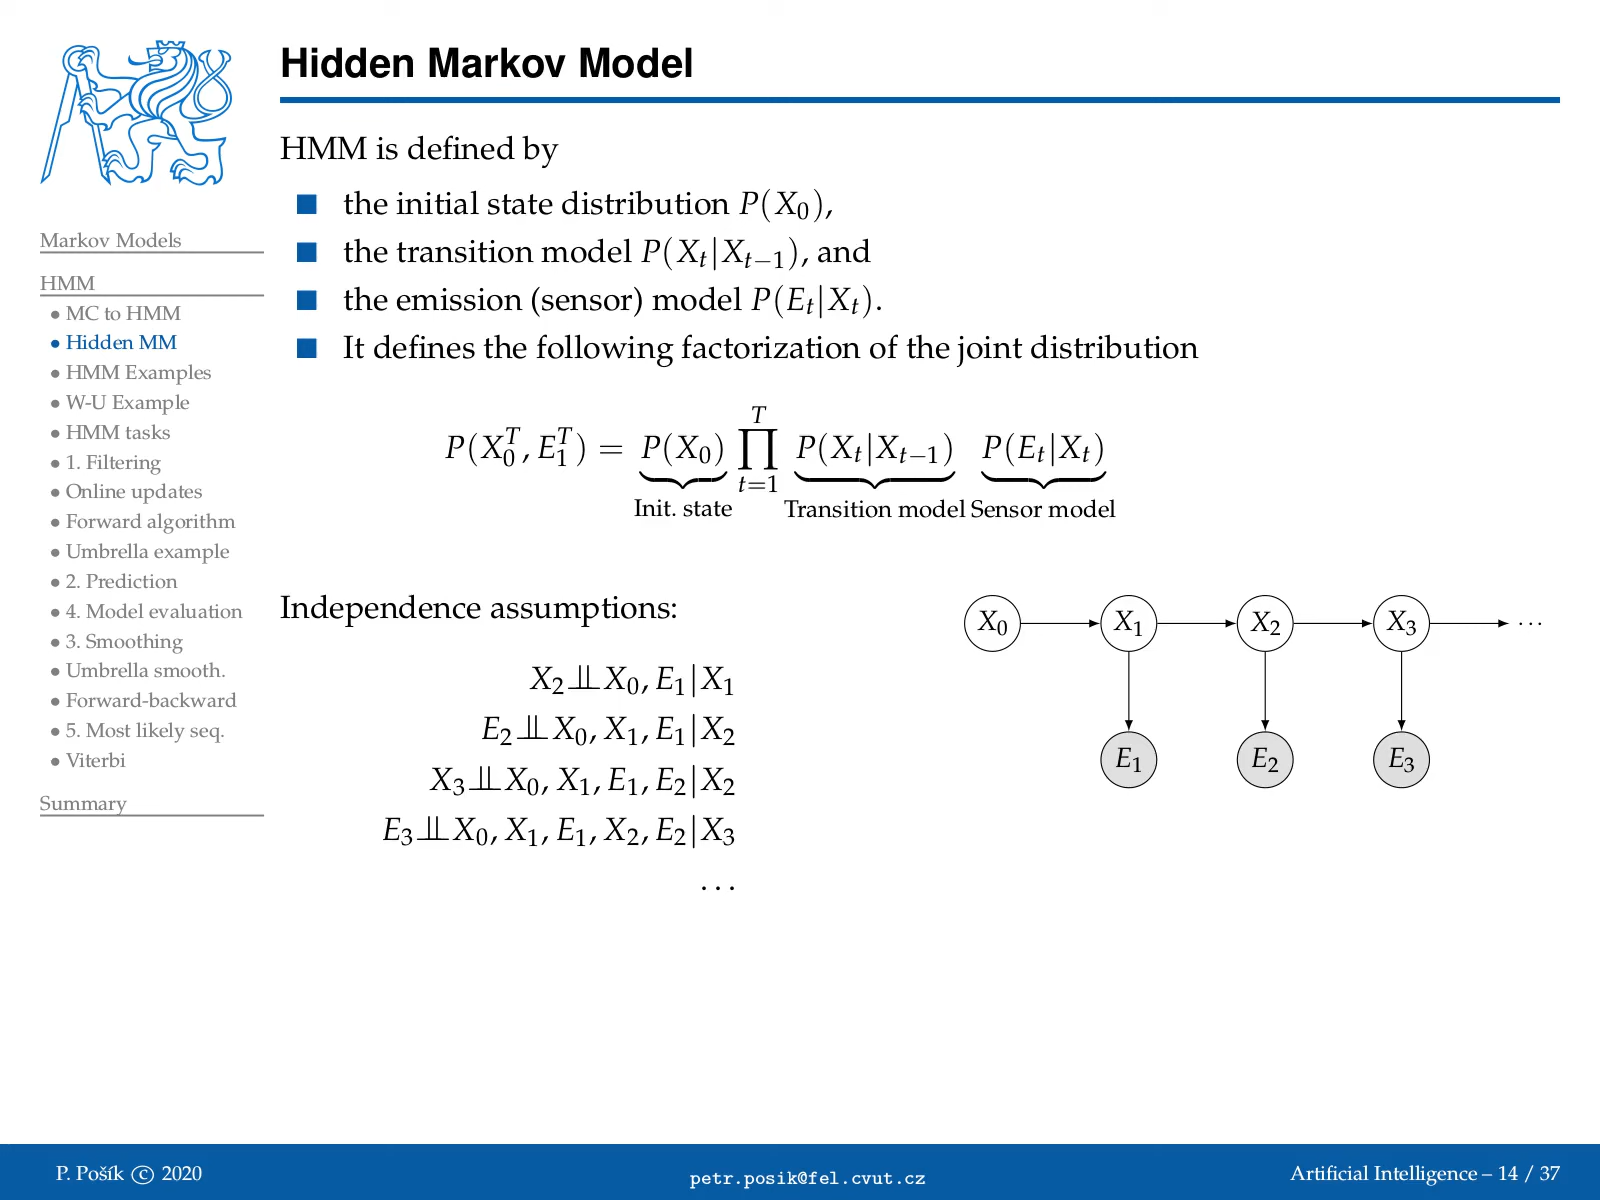 Hidden Markov Model
Markov Models
HMM
• MC to HMM
• Hidden MM
• HMM Examples
• W-U Example
• HMM tasks
• 1. Filtering
• Online updates
• Forward algorithm
• Umbrella example
• 2. Prediction
• 4. Model evaluation
• 3. Smoothing
• Umbrella smooth.
• Forward-backward
• 5. Most likely seq.
• Viterbi
Summary
HMM is defined by
■ the initial state distribution P(X₀),
■ the transition model P(Xₜ|Xₜ₋₁), and
■ the emission (sensor) model P(Eₜ|Xₜ).
■ It defines the following factorization of the joint distribution
P(X₀ᵀ, E₁ᵀ) = P(X₀) ∏ₜ₌₁ᵀ P(Xₜ|Xₜ₋₁) P(Eₜ|Xₜ)
Init. state Transition model Sensor model
Independence assumptions:
X₂ ⫫ X₀, E₁|X₁
E₂ ⫫ X₀, X₁, E₁|X₂
X₃ ⫫ X₀, X₁, E₁, E₂|X₂
E₃ ⫫ X₀, X₁, E₁, X₂, E₂|X₃
...
X₀ X₁ X₂ X₃ ...
E₁ E₂ E₃
P. Pošík © 2020
petr.posik@fel.cvut.cz
Artificial Intelligence – 14 / 37